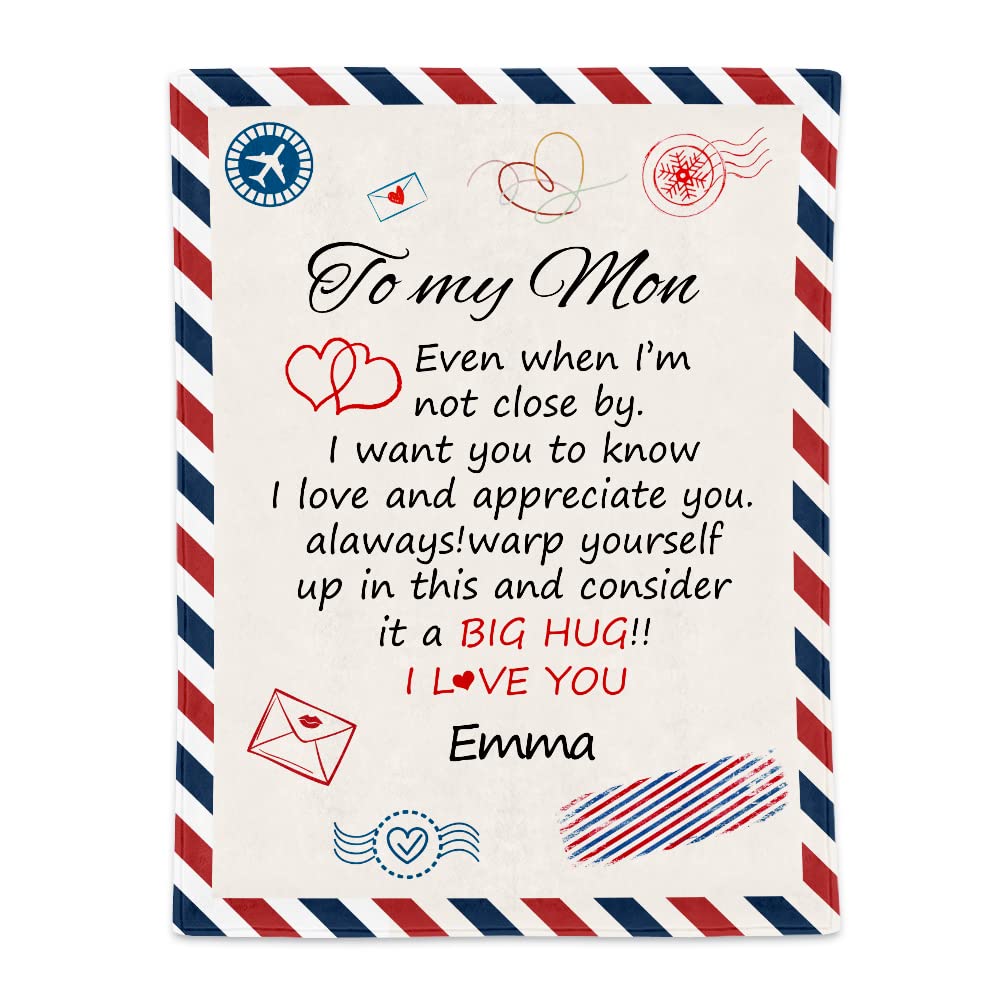 To my Mon
Even when I'm
not close by.
I want you to know
I love and appreciate you.
alaways!warp yourself
up in this and consider
it a BIG HUG!!
I L♥VE YOU
Emma